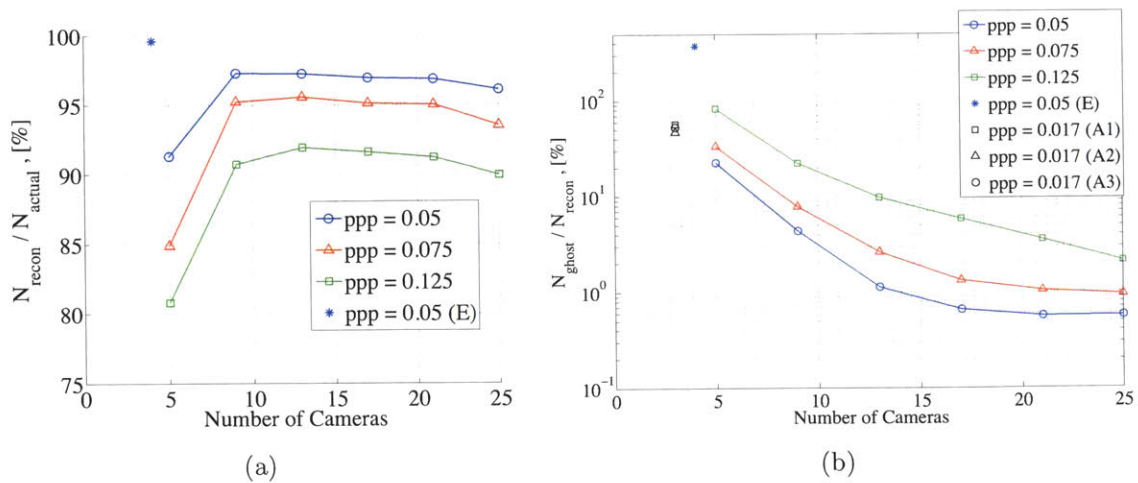 100
95
90
85
80
75
0
5
10
15
20
25
N_recon / N_actual , [%]
Number of Cameras
ppp = 0.05
ppp = 0.075
ppp = 0.125
ppp = 0.05 (E)
(a)
10^2
10^1
10^0
10^-1
0
5
10
15
20
25
N_ghost / N_recon , [%]
Number of Cameras
ppp = 0.05
ppp = 0.075
ppp = 0.125
ppp = 0.05 (E)
ppp = 0.017 (A1)
ppp = 0.017 (A2)
ppp = 0.017 (A3)
(b)